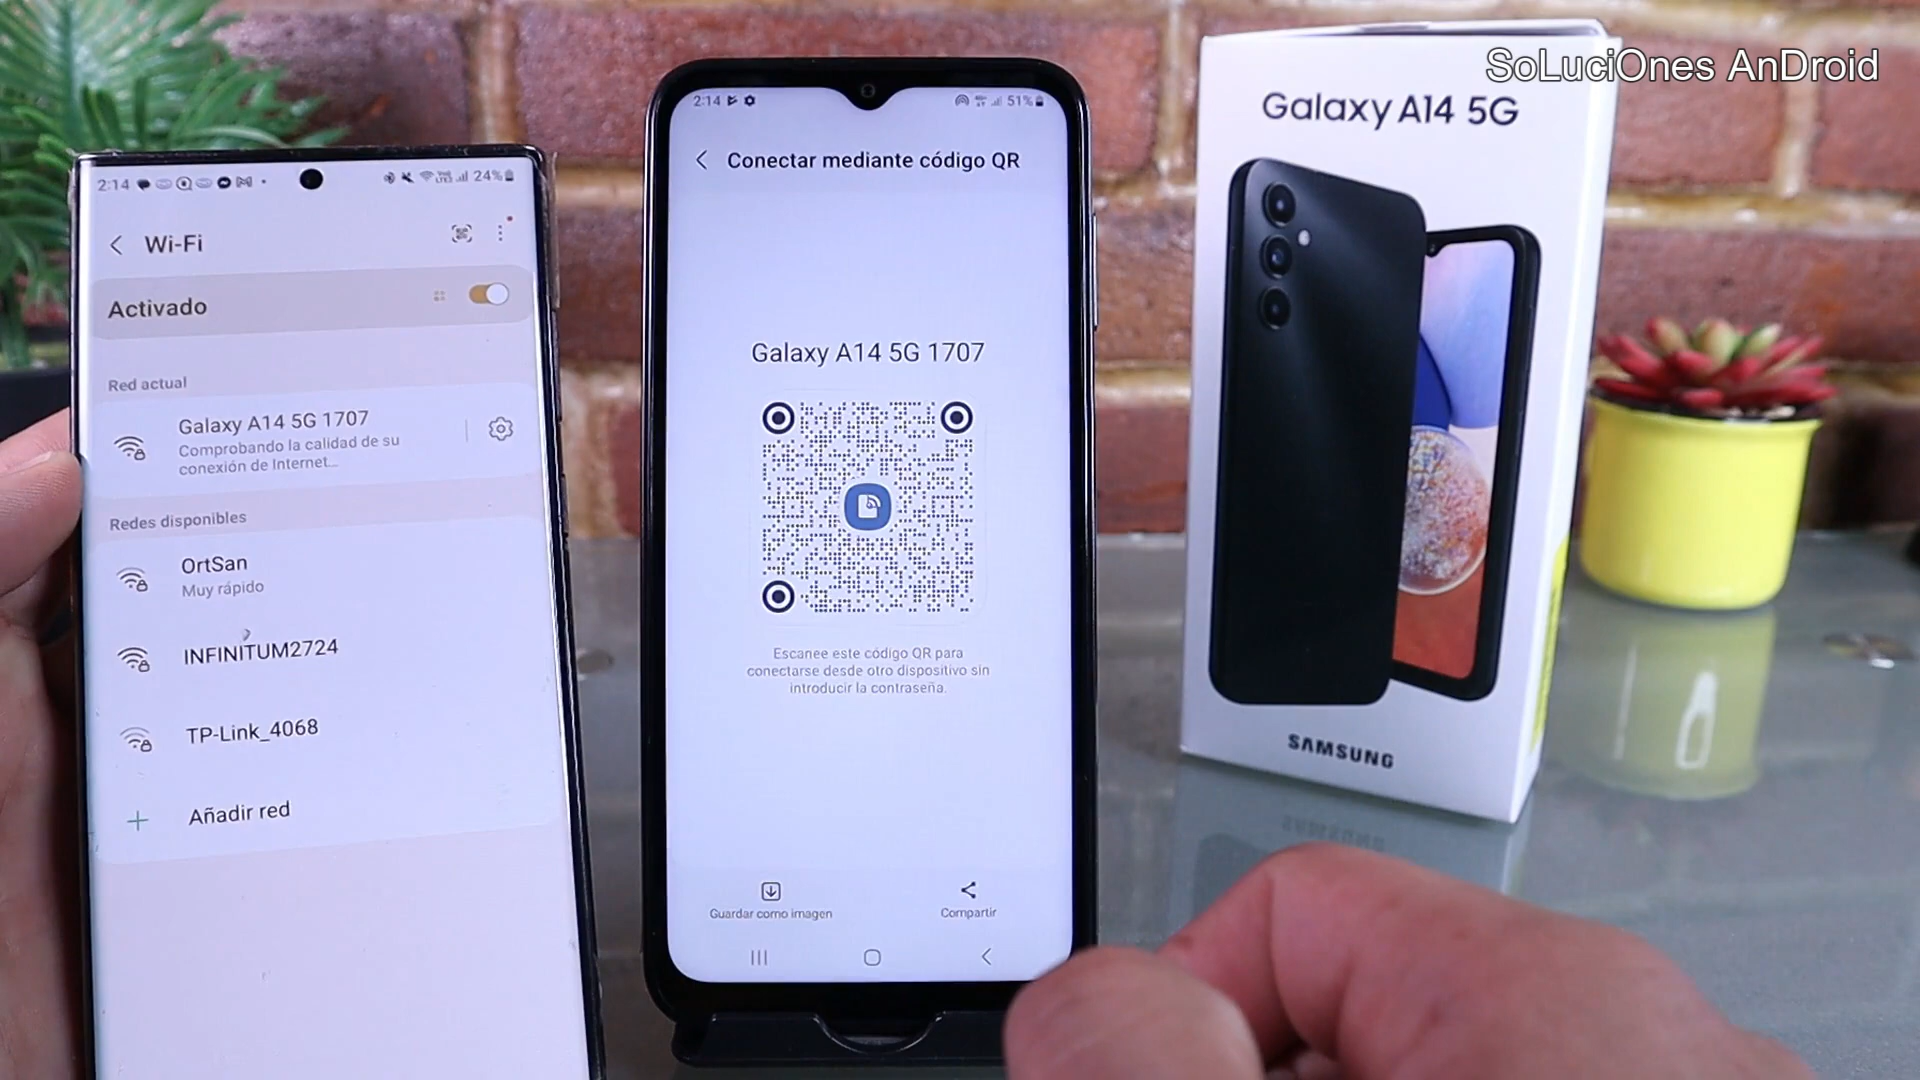 SoLuciOnes AnDroid
2:14
24%
Wi-Fi
Activado
Red actual
Galaxy A14 5G 1707
Comprobando la calidad de su
conexión de Internet...
Redes disponibles
OrtSan
Muy rápido
INFINITUM2724
TP-Link_4068
Añadir red
2:14
51%
Conectar mediante código QR
Galaxy A14 5G 1707
Escanee este código QR para
conectarse desde otro dispositivo sin
introducir la contraseña.
Guardar como imagen
Compartir
Galaxy A14 5G
SAMSUNG